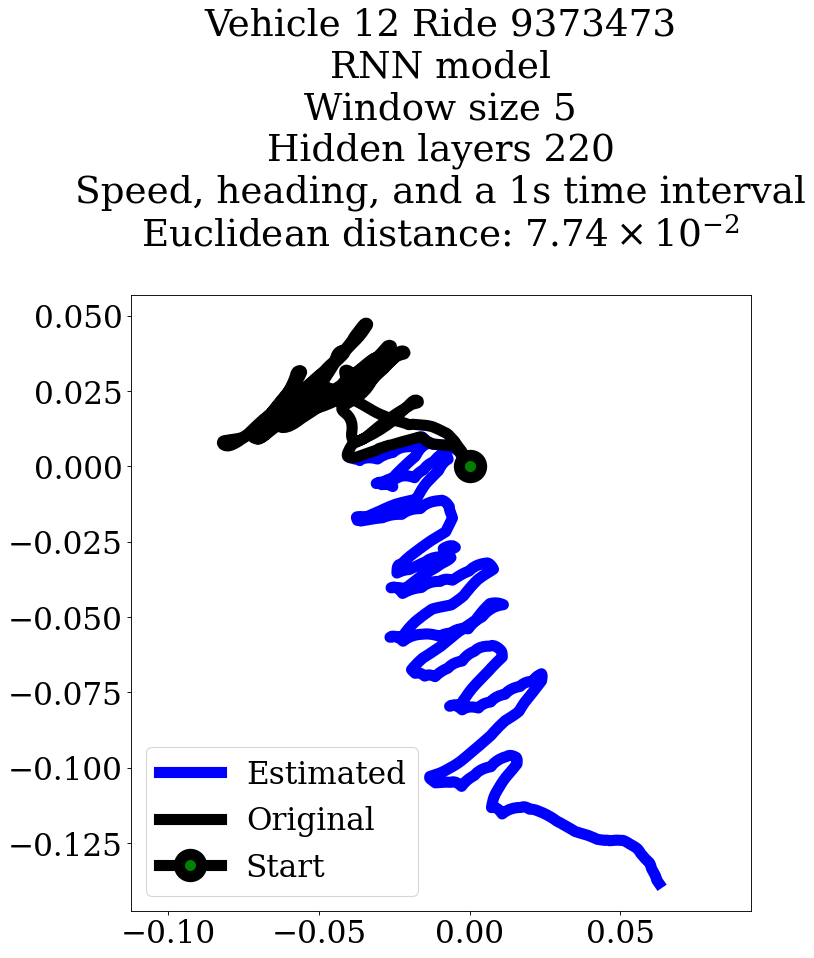 Vehicle 12 Ride 9373473
RNN model
Window size 5
Hidden layers 220
Speed, heading, and a 1s time interval
Euclidean distance: 7.74 × 10⁻²
0.050
0.025
0.000
−0.025
−0.050
−0.075
−0.100
−0.125
Estimated
Original
Start
−0.10
−0.05
0.00
0.05